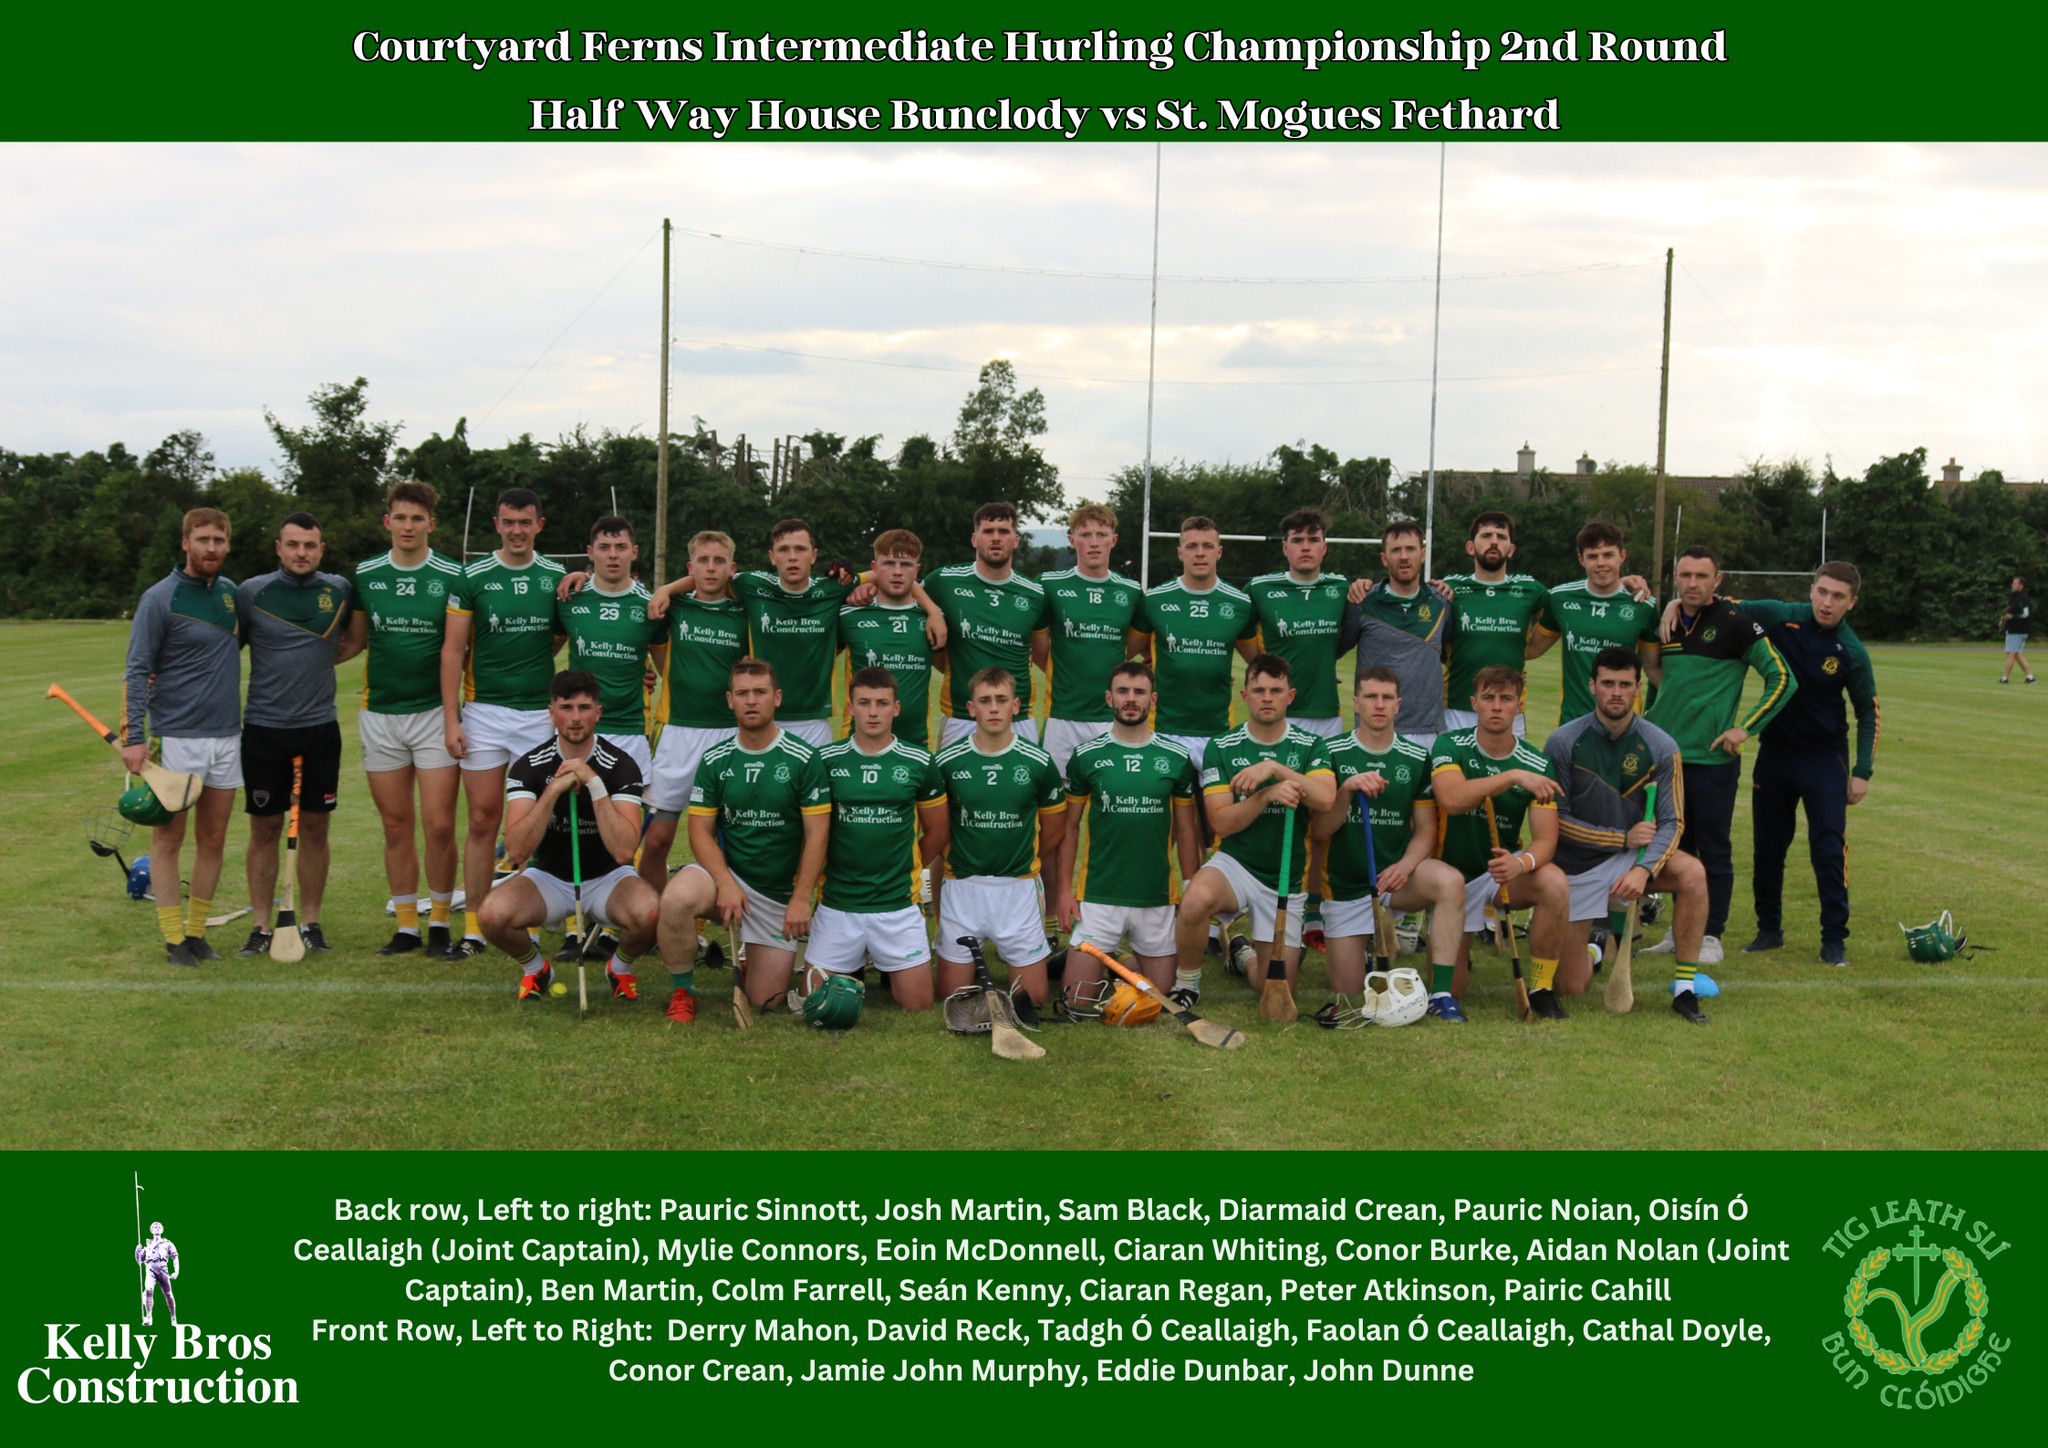 Courtyard Ferns Intermediate Hurling Championship 2nd Round
Half Way House Bunclody vs St. Mogues Fethard
24
19
29
21
3
18
25
7
6
14
GAA
oneills
Kelly Bros
Construction
17
10
2
12
Back row, Left to right: Pauric Sinnott, Josh Martin, Sam Black, Diarmaid Crean, Pauric Noian, Oisín Ó
Ceallaigh (Joint Captain), Mylie Connors, Eoin McDonnell, Ciaran Whiting, Conor Burke, Aidan Nolan (Joint
Captain), Ben Martin, Colm Farrell, Seán Kenny, Ciaran Regan, Peter Atkinson, Pairic Cahill
Front Row, Left to Right: Derry Mahon, David Reck, Tadgh Ó Ceallaigh, Faolan Ó Ceallaigh, Cathal Doyle,
Conor Crean, Jamie John Murphy, Eddie Dunbar, John Dunne
Kelly Bros
Construction
TIG LEATH SLÍ
BUN CLÓIDIGHE